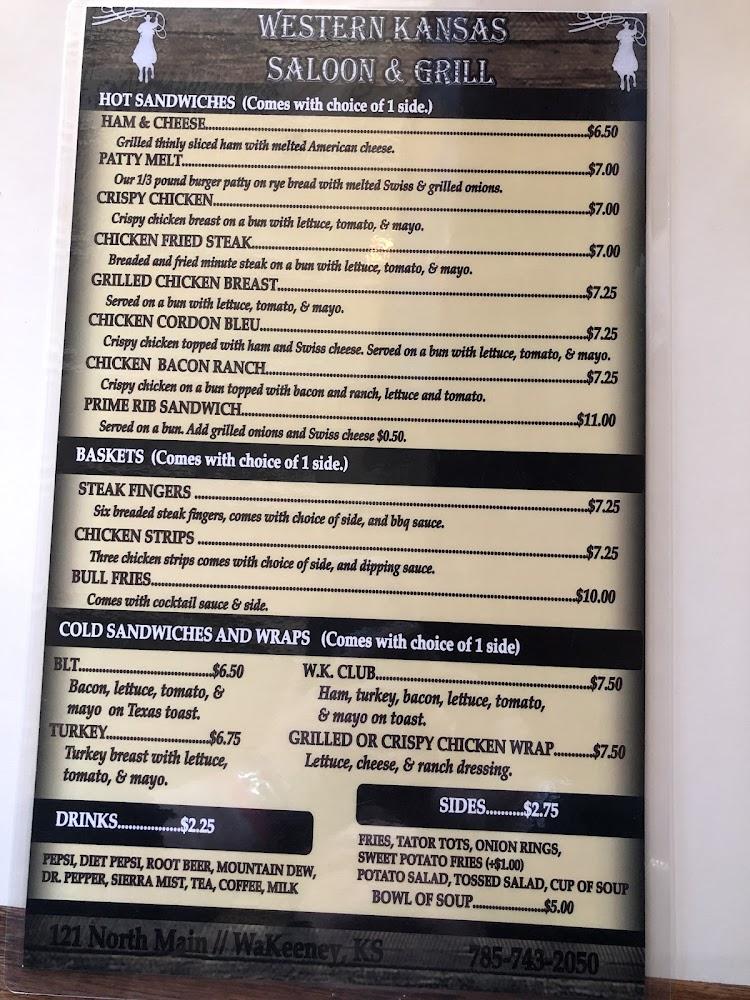 WESTERN KANSAS
SALOON & GRILL
HOT SANDWICHES (Comes with choice of 1 side.)
HAM & CHEESE...$6.50
Grilled thinly sliced ham with melted American cheese.
PATTY MELT...$7.00
Our 1/3 pound burger patty on rye bread with melted Swiss & grilled onions.
CRISPY CHICKEN...$7.00
Crispy chicken breast on a bun with lettuce, tomato, & mayo.
CHICKEN FRIED STEAK...$7.00
Breaded and fried minute steak on a bun with lettuce, tomato, & mayo.
GRILLED CHICKEN BREAST...$7.25
Served on a bun with lettuce, tomato, & mayo.
CHICKEN CORDON BLEU...$7.25
Crispy chicken topped with ham and Swiss cheese. Served on a bun with lettuce, tomato, & mayo.
CHICKEN BACON RANCH...$7.25
Crispy chicken on a bun topped with bacon and ranch, lettuce and tomato.
PRIME RIB SANDWICH...$11.00
Served on a bun. Add grilled onions and Swiss cheese $0.50.
BASKETS (Comes with choice of 1 side.)
STEAK FINGERS ...$7.25
Six breaded steak fingers, comes with choice of side, and bbq sauce.
CHICKEN STRIPS ...$7.25
Three chicken strips comes with choice of side, and dipping sauce.
BULL FRIES...$10.00
Comes with cocktail sauce & side.
COLD SANDWICHES AND WRAPS (Comes with choice of 1 side)
BLT...$6.50
Bacon, lettuce, tomato, &
mayo on Texas toast.
TURKEY...$6.75
Turkey breast with lettuce,
tomato, & mayo.
W.K. CLUB...$7.50
Ham, turkey, bacon, lettuce, tomato,
& mayo on toast.
GRILLED OR CRISPY CHICKEN WRAP...$7.50
Lettuce, cheese, & ranch dressing.
DRINKS...$2.25
PEPSI, DIET PEPSI, ROOT BEER, MOUNTAIN DEW,
DR. PEPPER, SIERRA MIST, TEA, COFFEE, MILK
SIDES...$2.75
FRIES, TATOR TOTS, ONION RINGS,
SWEET POTATO FRIES (+$1.00)
POTATO SALAD, TOSSED SALAD, CUP OF SOUP
BOWL OF SOUP...$5.00
121 North Main // WaKeeney, KS 785-743-2050